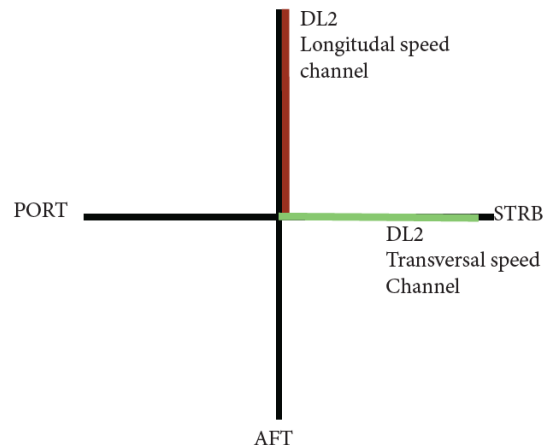 DL2
Longitudal speed
channel
PORT
STRB
DL2
Transversal speed
Channel
AFT